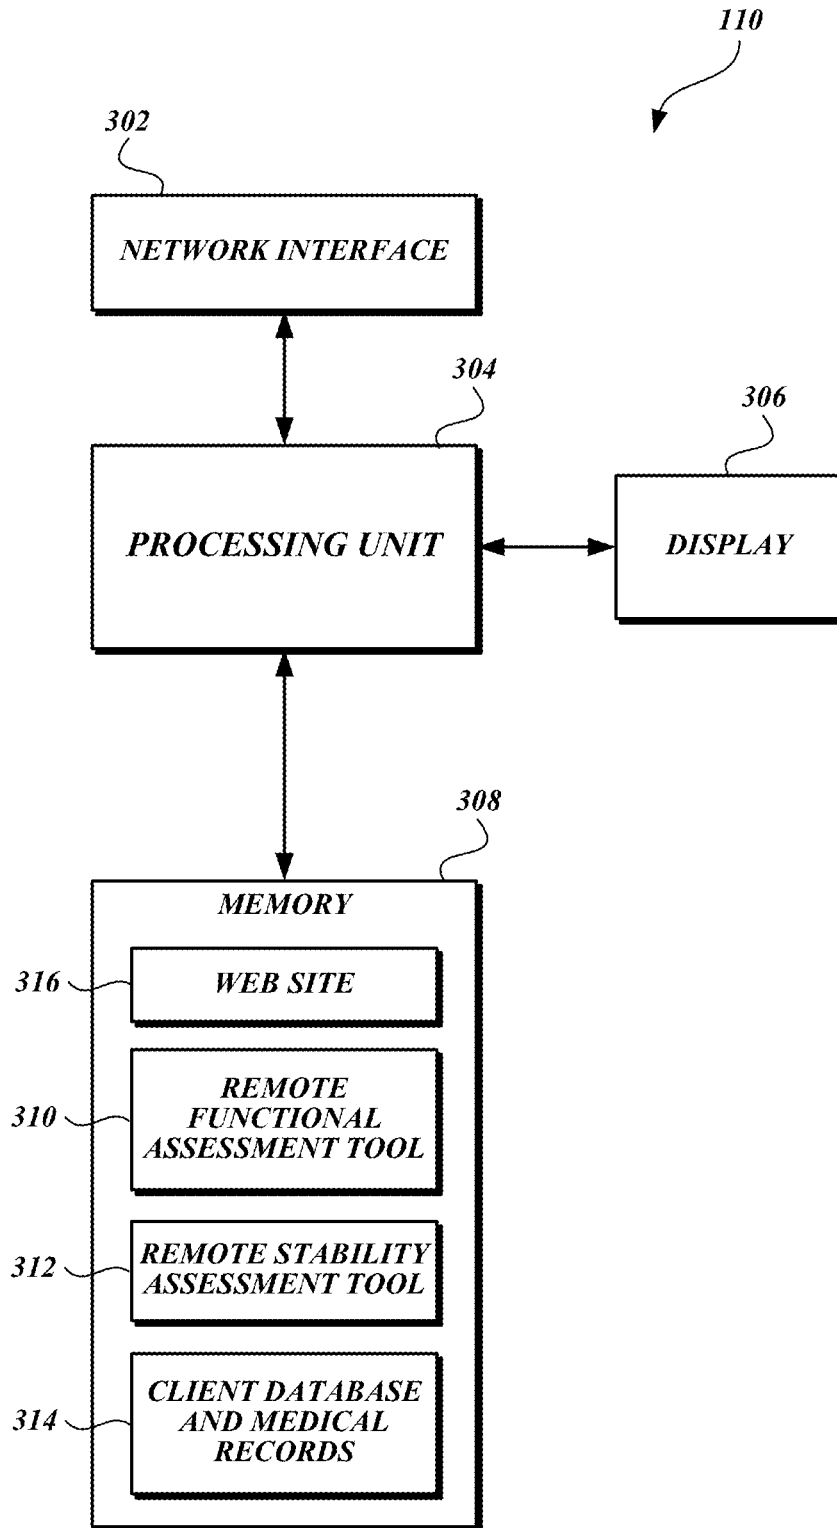 110
302
NETWORK INTERFACE
304
306
PROCESSING UNIT
DISPLAY
308
MEMORY
316
WEB SITE
310
REMOTE
FUNCTIONAL
ASSESSMENT TOOL
312
REMOTE STABILITY
ASSESSMENT TOOL
314
CLIENT DATABASE
AND MEDICAL
RECORDS